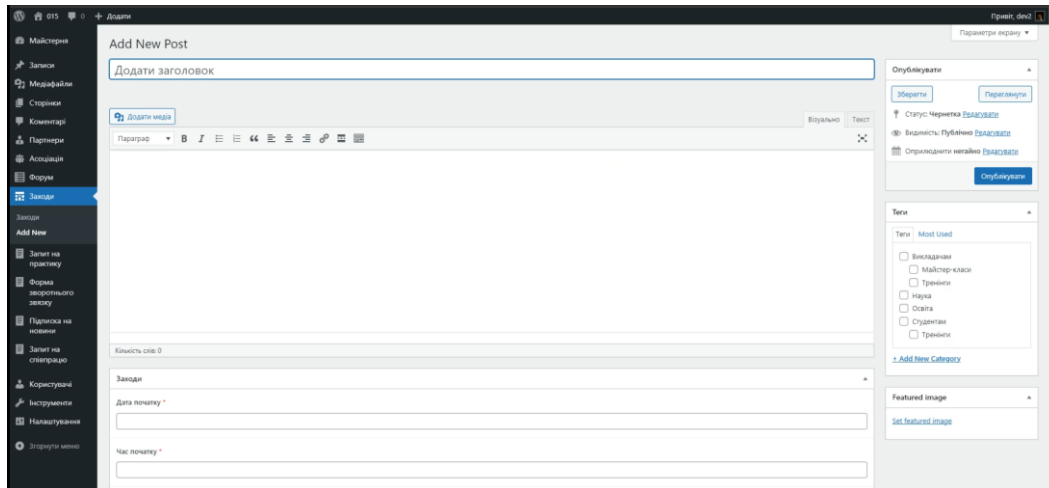 015 0 + Додати Привіт, dev2
Параметри екрану ▼
Майстерня
Записи
Медіафайли
Сторінки
Коментарі
Партнери
Асоціація
Форум
Заходи
Заходи
Add New
Запит на
практику
Форма
зворотнього
звязку
Підписка на
новини
Запит на
співпрацю
Користувачі
Інструменти
Налаштування
Згорнути меню
Add New Post
Додати заголовок
Додати медіа
Візуально Текст
Параграф B I
Кількість слів: 0
Заходи
Дата початку *
Час початку *
Опублікувати
Зберегти Переглянути
Статус: Чернетка Редагувати
Видимість: Публічно Редагувати
Оприлюднити негайно Редагувати
Опублікувати
Теги
Теги Most Used
Викладачам
Майстер-класи
Тренінги
Наука
Освіта
Студентам
Тренінги
+ Add New Category
Featured image
Set featured image